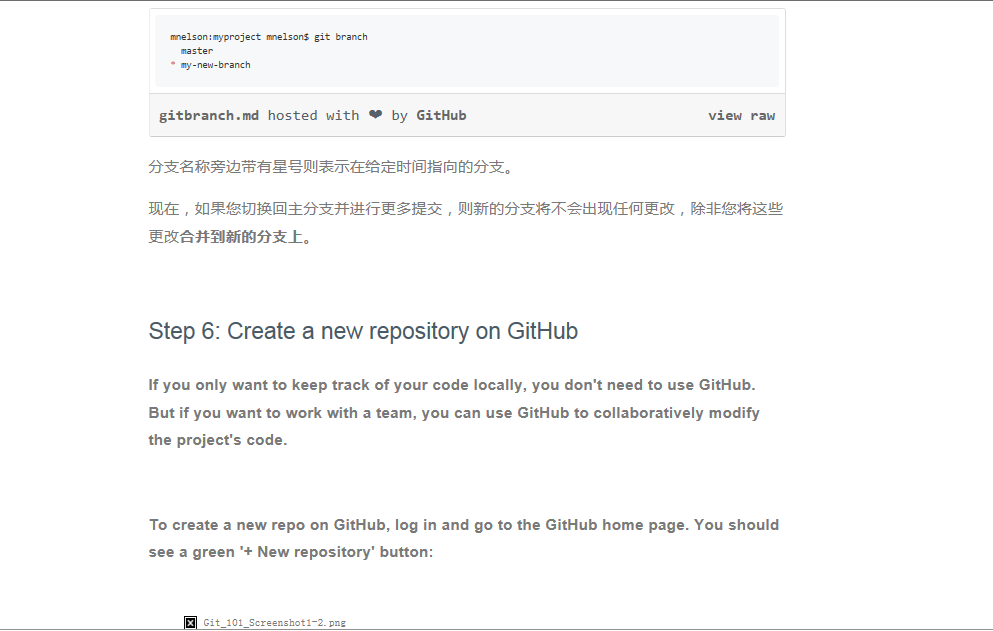 mnelson:myproject mnelson$ git branch
master
* my-new-branch
gitbranch.md hosted with ❤ by GitHub view raw
分支名称旁边带有星号则表示在给定时间指向的分支。
现在，如果您切换回主分支并进行更多提交，则新的分支将不会出现任何更改，除非您将这些
更改合并到新的分支上。
Step 6: Create a new repository on GitHub
If you only want to keep track of your code locally, you don't need to use GitHub.
But if you want to work with a team, you can use GitHub to collaboratively modify
the project's code.
To create a new repo on GitHub, log in and go to the GitHub home page. You should
see a green '+ New repository' button:
Git_101_Screenshot1-2.png